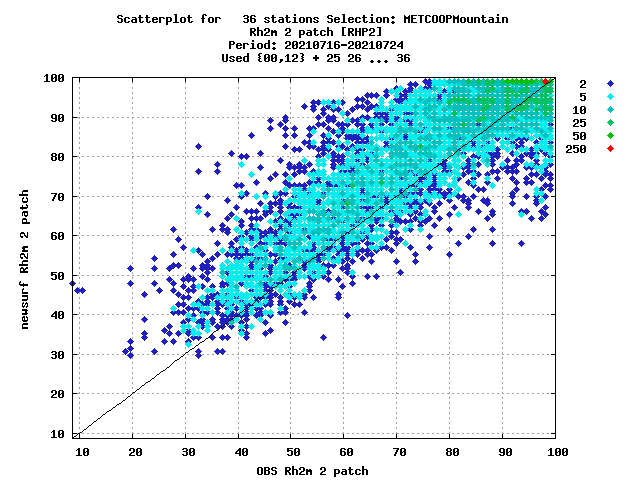 Scatterplot for   36 stations Selection: METCOOPMountain
Rh2m 2 patch [RHP2]
Period: 20210716-20210724
Used {00,12} + 25 26 ... 36
2
5
10
25
50
250
100
90
80
70
60
50
40
30
20
10
newsurf Rh2m 2 patch
10 20 30 40 50 60 70 80 90 100
OBS Rh2m 2 patch